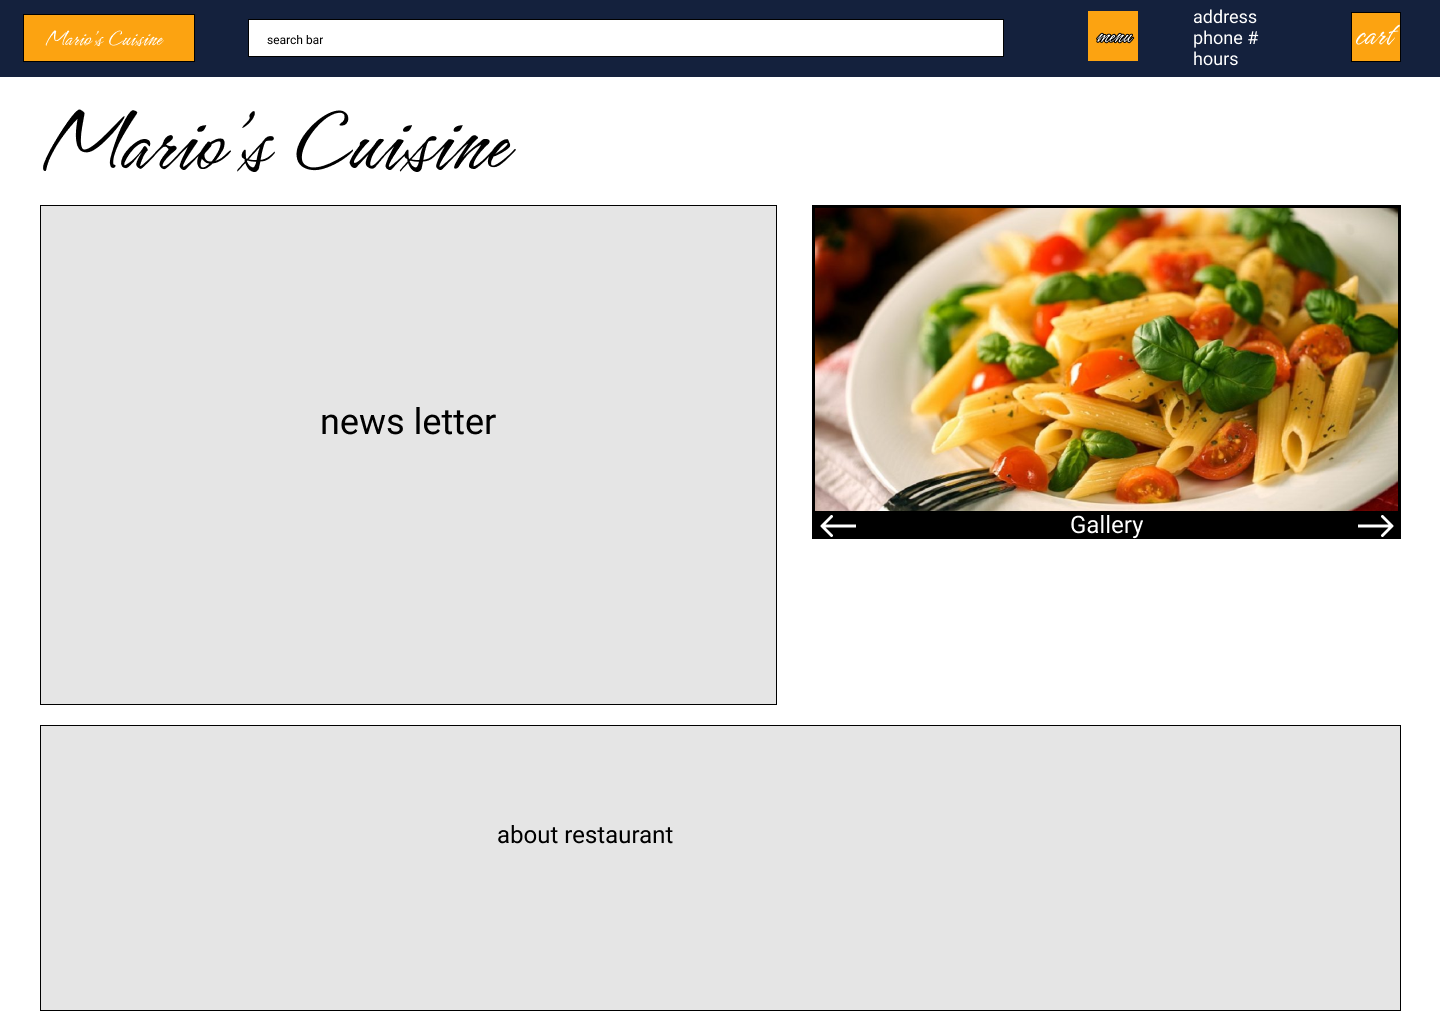 Mario's Cuisine
search bar
menu
address
phone #
hours
cart
Mario's Cuisine
news letter
Gallery
about restaurant